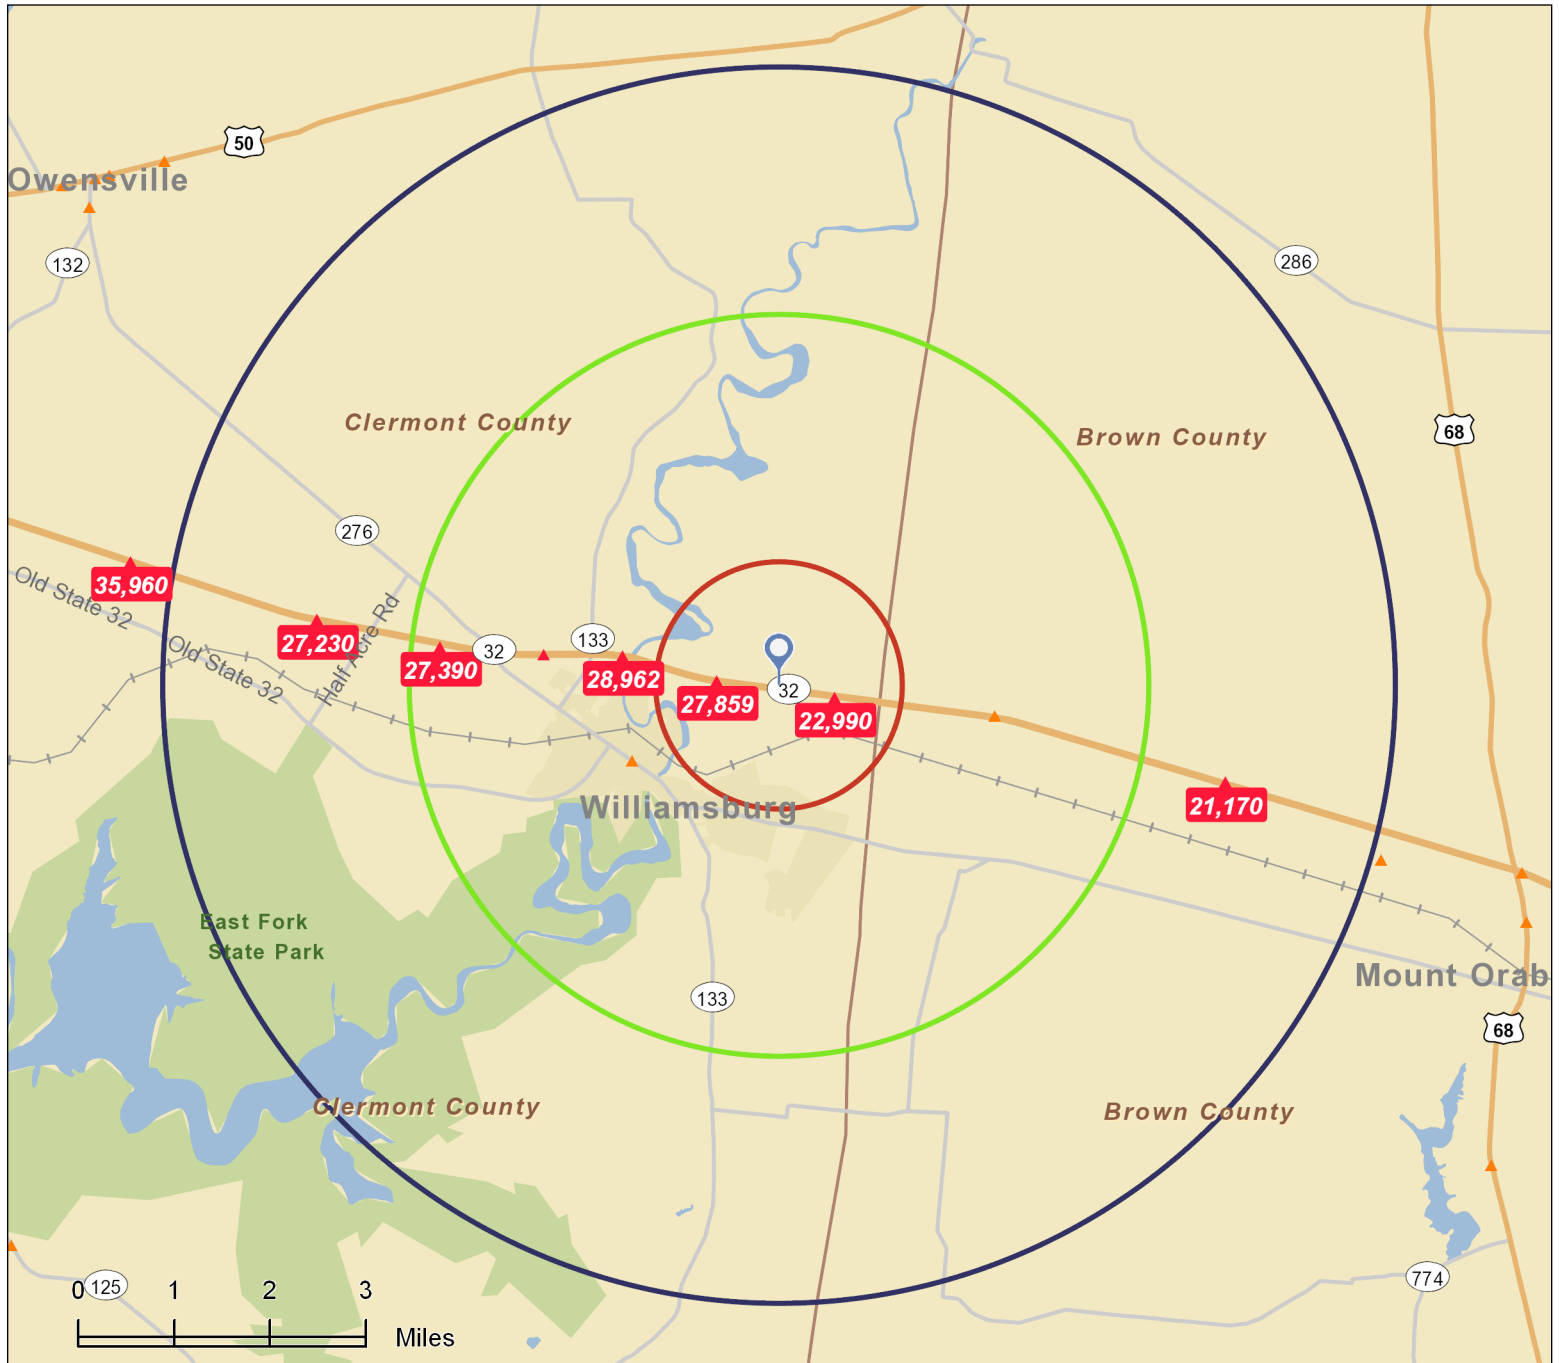 50
Owensville
132
286
Clermont County
68
Brown County
276
35,960
Old State 32
27,230
Half Acre Rd
133
32
27,390
28,962
Old State 32
32
27,859
22,990
21,170
Williamsburg
East Fork
State Park
Mount Orab
133
68
Clermont County
Brown County
774
125
0 1 2 3
Miles